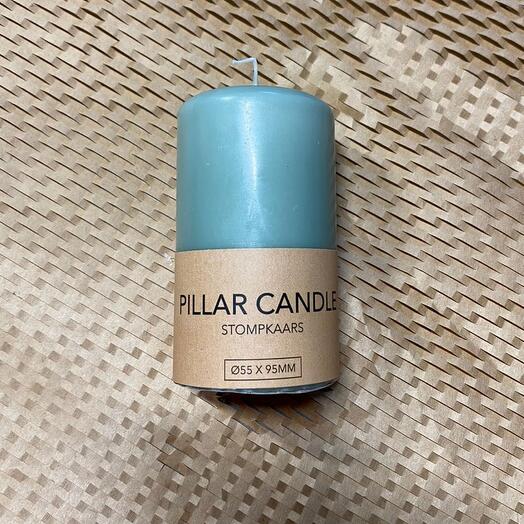 PILLAR CANDLE
STOMPKAARS
Ø55 X 95MM